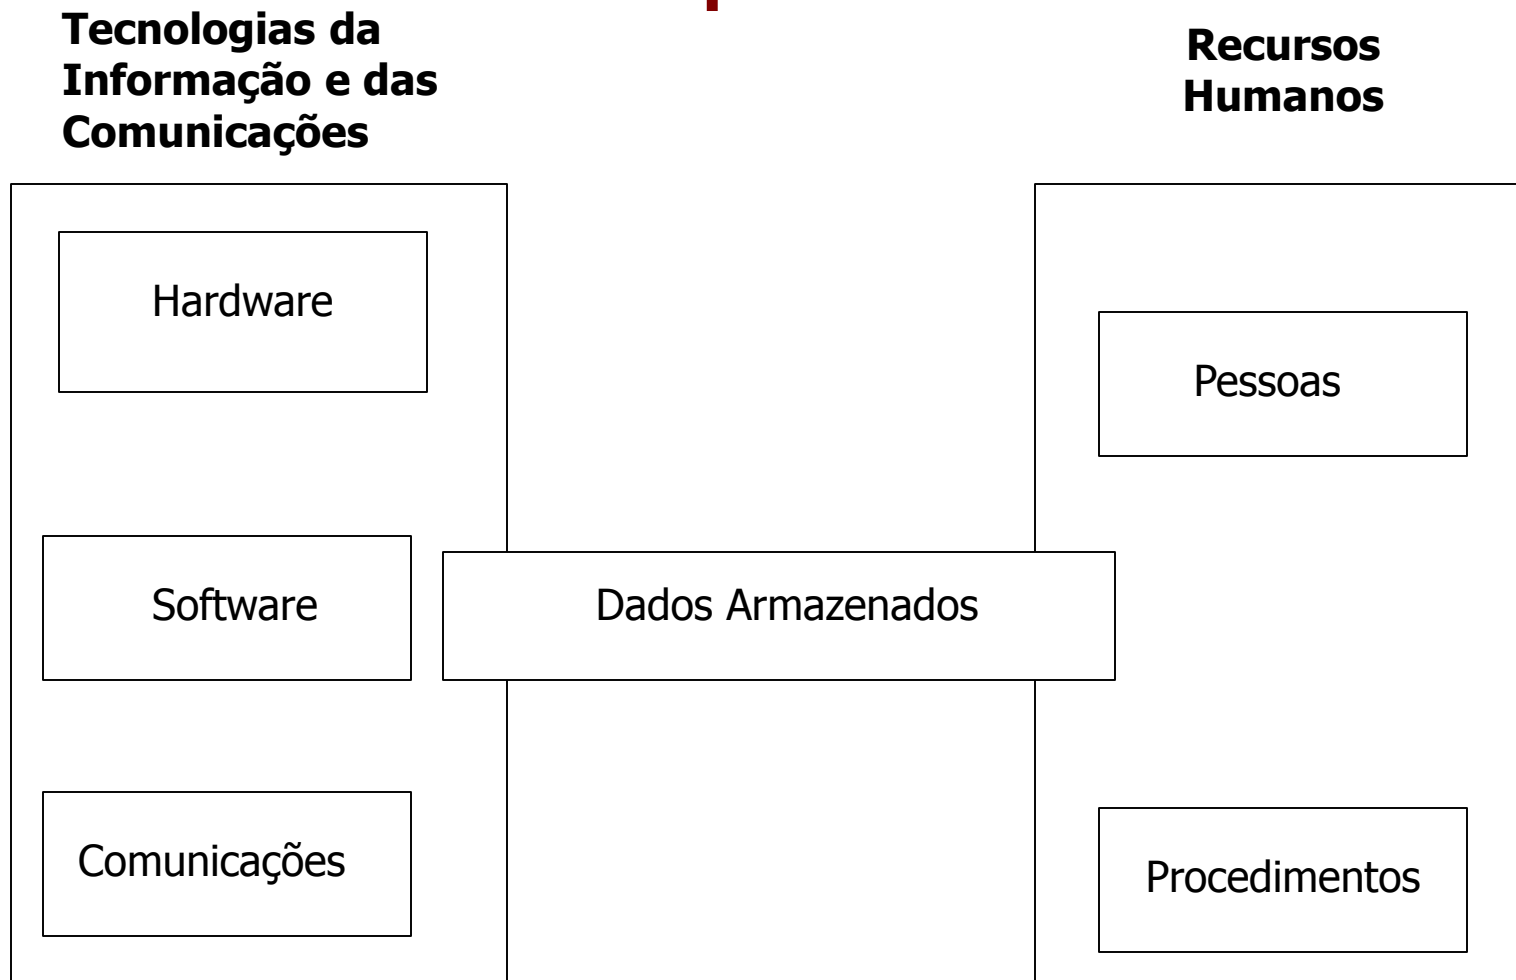 Tecnologias da
Informação e das
Comunicações
Recursos
Humanos
Hardware
Pessoas
Software
Dados Armazenados
Comunicações
Procedimentos